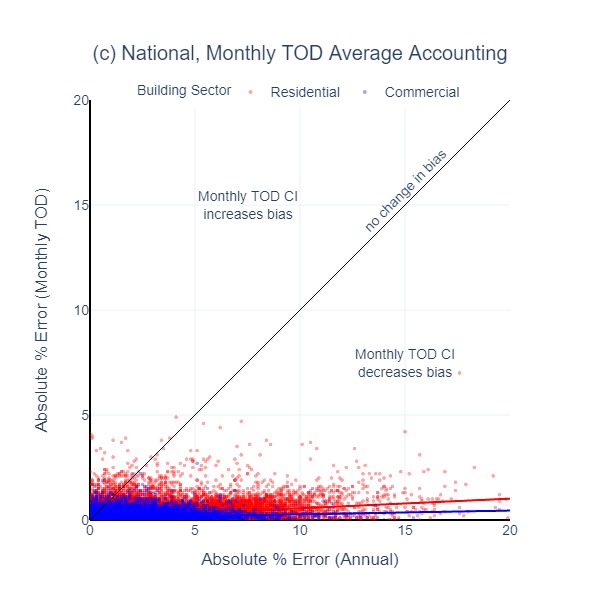 (c) National, Monthly TOD Average Accounting
Building Sector Residential Commercial
20
15
10
5
0
Absolute % Error (Monthly TOD)
Monthly TOD CI
increases bias
no change in bias
Monthly TOD CI
decreases bias
0 5 10 15 20
Absolute % Error (Annual)